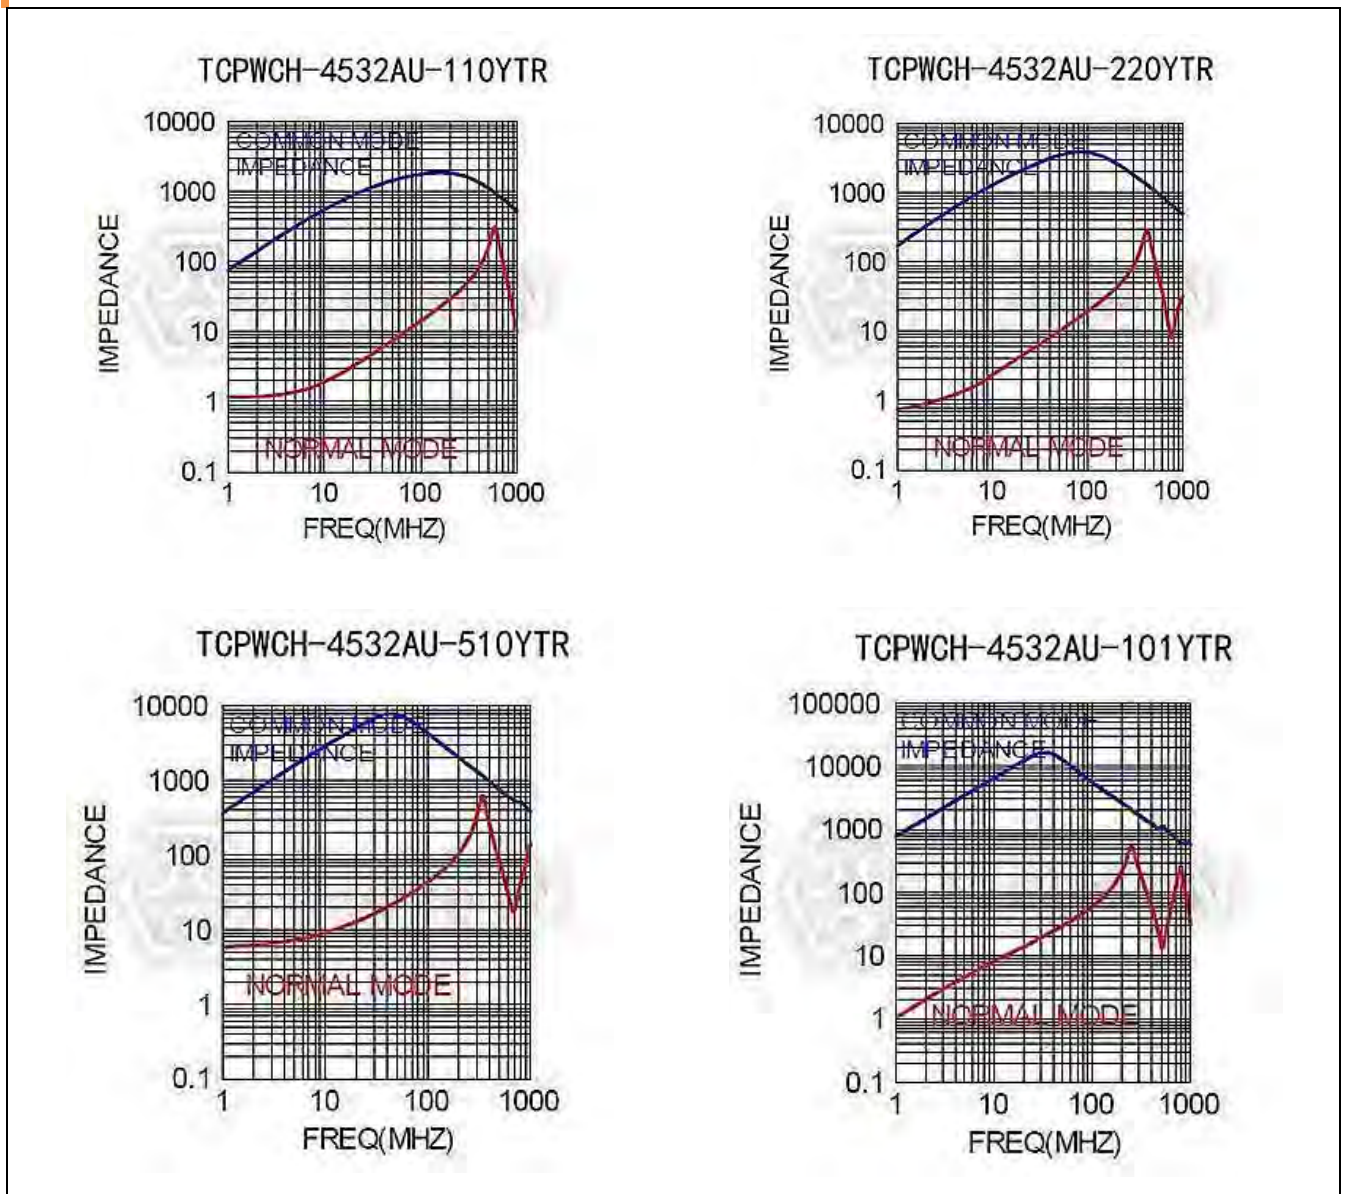 TCPWCH-4532AU-110YTR
10000
COMMON MODE
IMPEDANCE
1000
100
10
1
0.1
IMPEDANCE
NORMAL MODE
1 10 100 1000
FREQ(MHZ)
TCPWCH-4532AU-220YTR
10000
COMMON MODE
IMPEDANCE
1000
100
10
1
0.1
IMPEDANCE
NORMAL MODE
1 10 100 1000
FREQ(MHZ)
TCPWCH-4532AU-510YTR
10000
COMMON MODE
IMPEDANCE
1000
100
10
1
0.1
IMPEDANCE
NORMAL MODE
1 10 100 1000
FREQ(MHZ)
TCPWCH-4532AU-101YTR
100000
COMMON MODE
IMPEDANCE
10000
1000
100
10
1
0.1
IMPEDANCE
NORMAL MODE
1 10 100 1000
FREQ(MHZ)